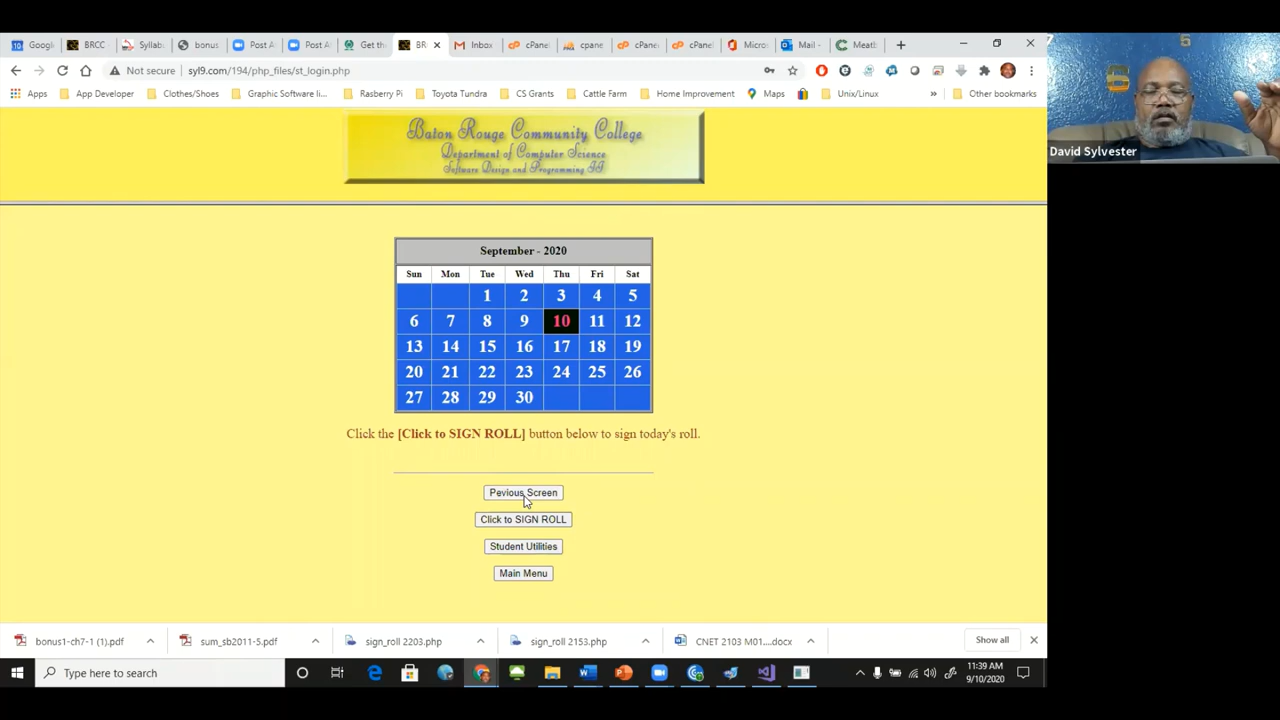 Googl
BRCC
Syllab
bonus
Post A
Post A
Get th
BR
Inbox
cPanel
cpane
cPanel
cPanel
Micros
Mail -
Meatb
Not secure
syl9.com/194/php_files/st_login.php
Apps
App Developer
Clothes/Shoes
Graphic Software li...
Rasberry Pi
Toyota Tundra
CS Grants
Cattle Farm
Home Improvement
Maps
Unix/Linux
»
Other bookmarks
David Sylvester
Baton Rouge Community College
Department of Computer Science
Software Design and Programming II
September - 2020
Sun Mon Tue Wed Thu Fri Sat
1 2 3 4 5
6 7 8 9 10 11 12
13 14 15 16 17 18 19
20 21 22 23 24 25 26
27 28 29 30
Click the [Click to SIGN ROLL] button below to sign today's roll.
Pevious Screen
Click to SIGN ROLL
Student Utilities
Main Menu
bonus1-ch7-1 (1).pdf
sum_sb2011-5.pdf
sign_roll 2203.php
sign_roll 2153.php
CNET 2103 M01....docx
Show all
Type here to search
11:39 AM
9/10/2020